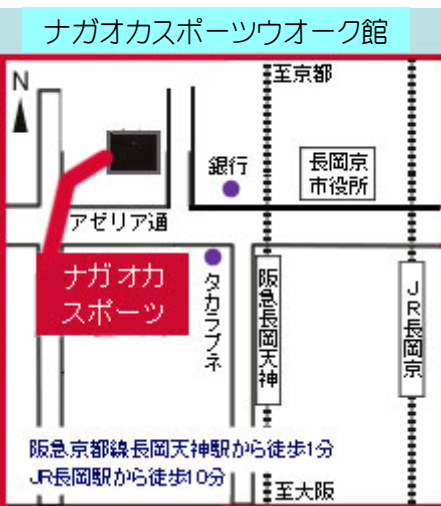 ナガオカスポーツウオーク館
N
至京都
銀行
長岡京
市役所
アゼリア通
ナガオカ
スポーツ
タカラブネ
阪急長岡天神
JR長岡京
阪急京都線長岡天神駅から徒歩1分
JR長岡駅から徒歩10分
至大阪